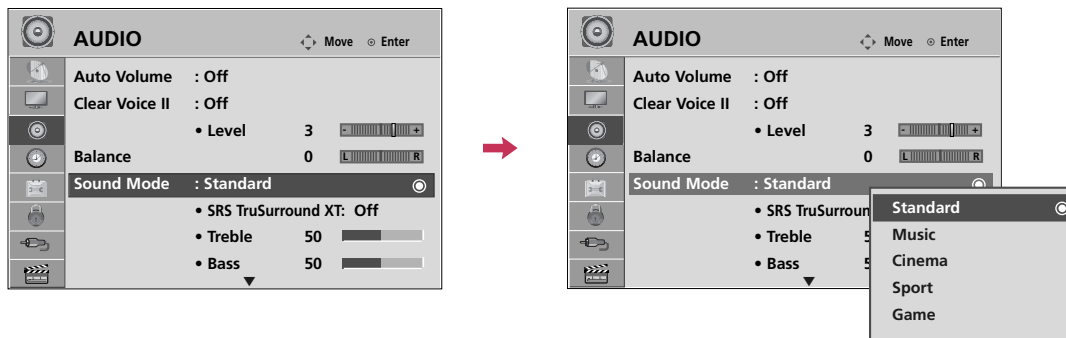 AUDIO Move Enter
Auto Volume : Off
Clear Voice II : Off
• Level 3 - +
Balance 0 L R
Sound Mode : Standard
• SRS TruSurround XT: Off
• Treble 50
• Bass 50
AUDIO Move Enter
Auto Volume : Off
Clear Voice II : Off
• Level 3 - +
Balance 0 L R
Sound Mode : Standard
• SRS TruSurroun
• Treble 5
• Bass 5
Standard
Music
Cinema
Sport
Game